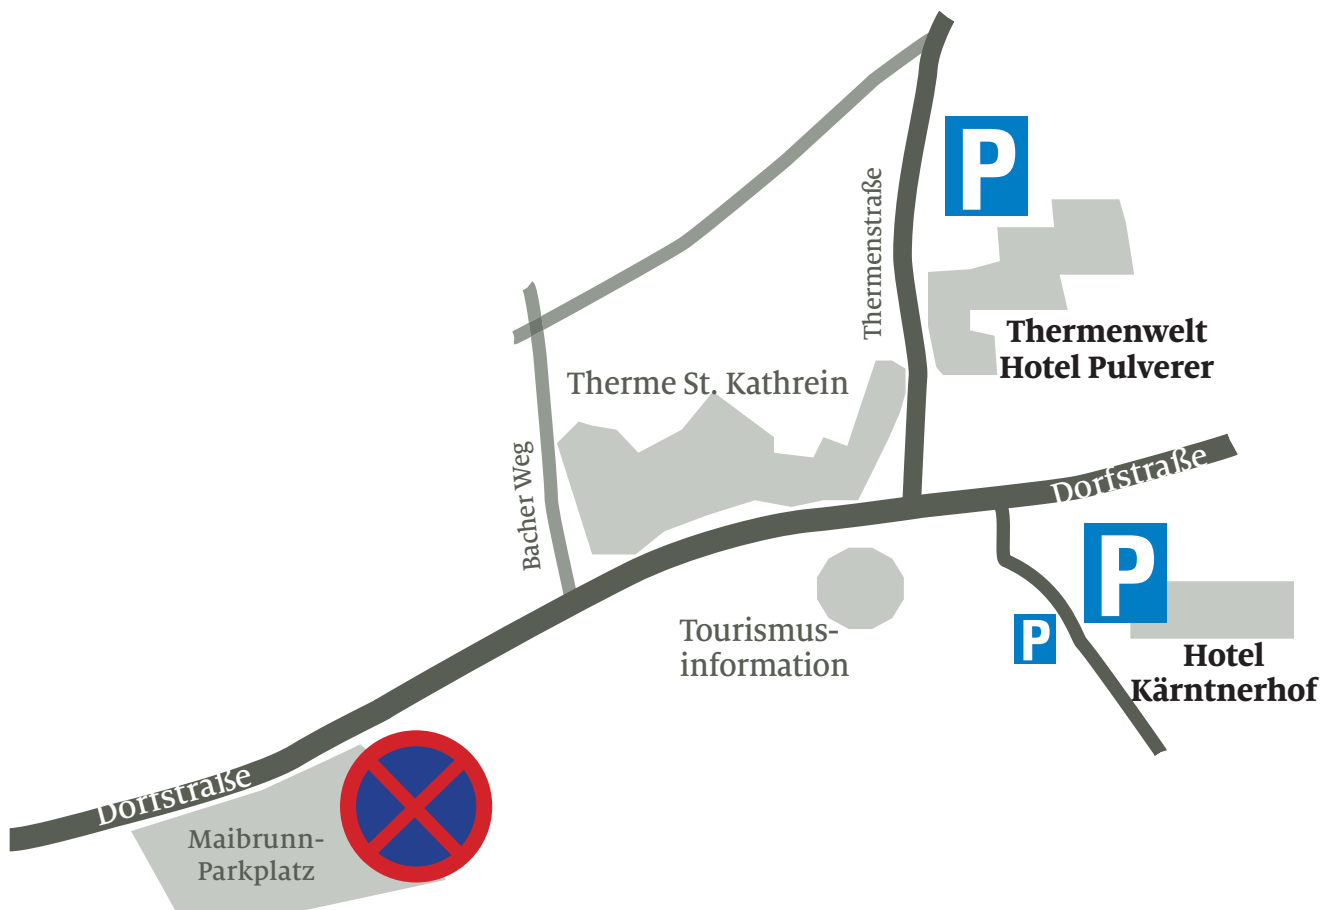 P
Thermenstraße
Thermenwelt
Hotel Pulverer
Therme St. Kathrein
Bacher Weg
Dorfstraße
P
Tourismus-
information
P
Hotel
Kärntnerhof
Dorfstraße
Maibrunn-
Parkplatz